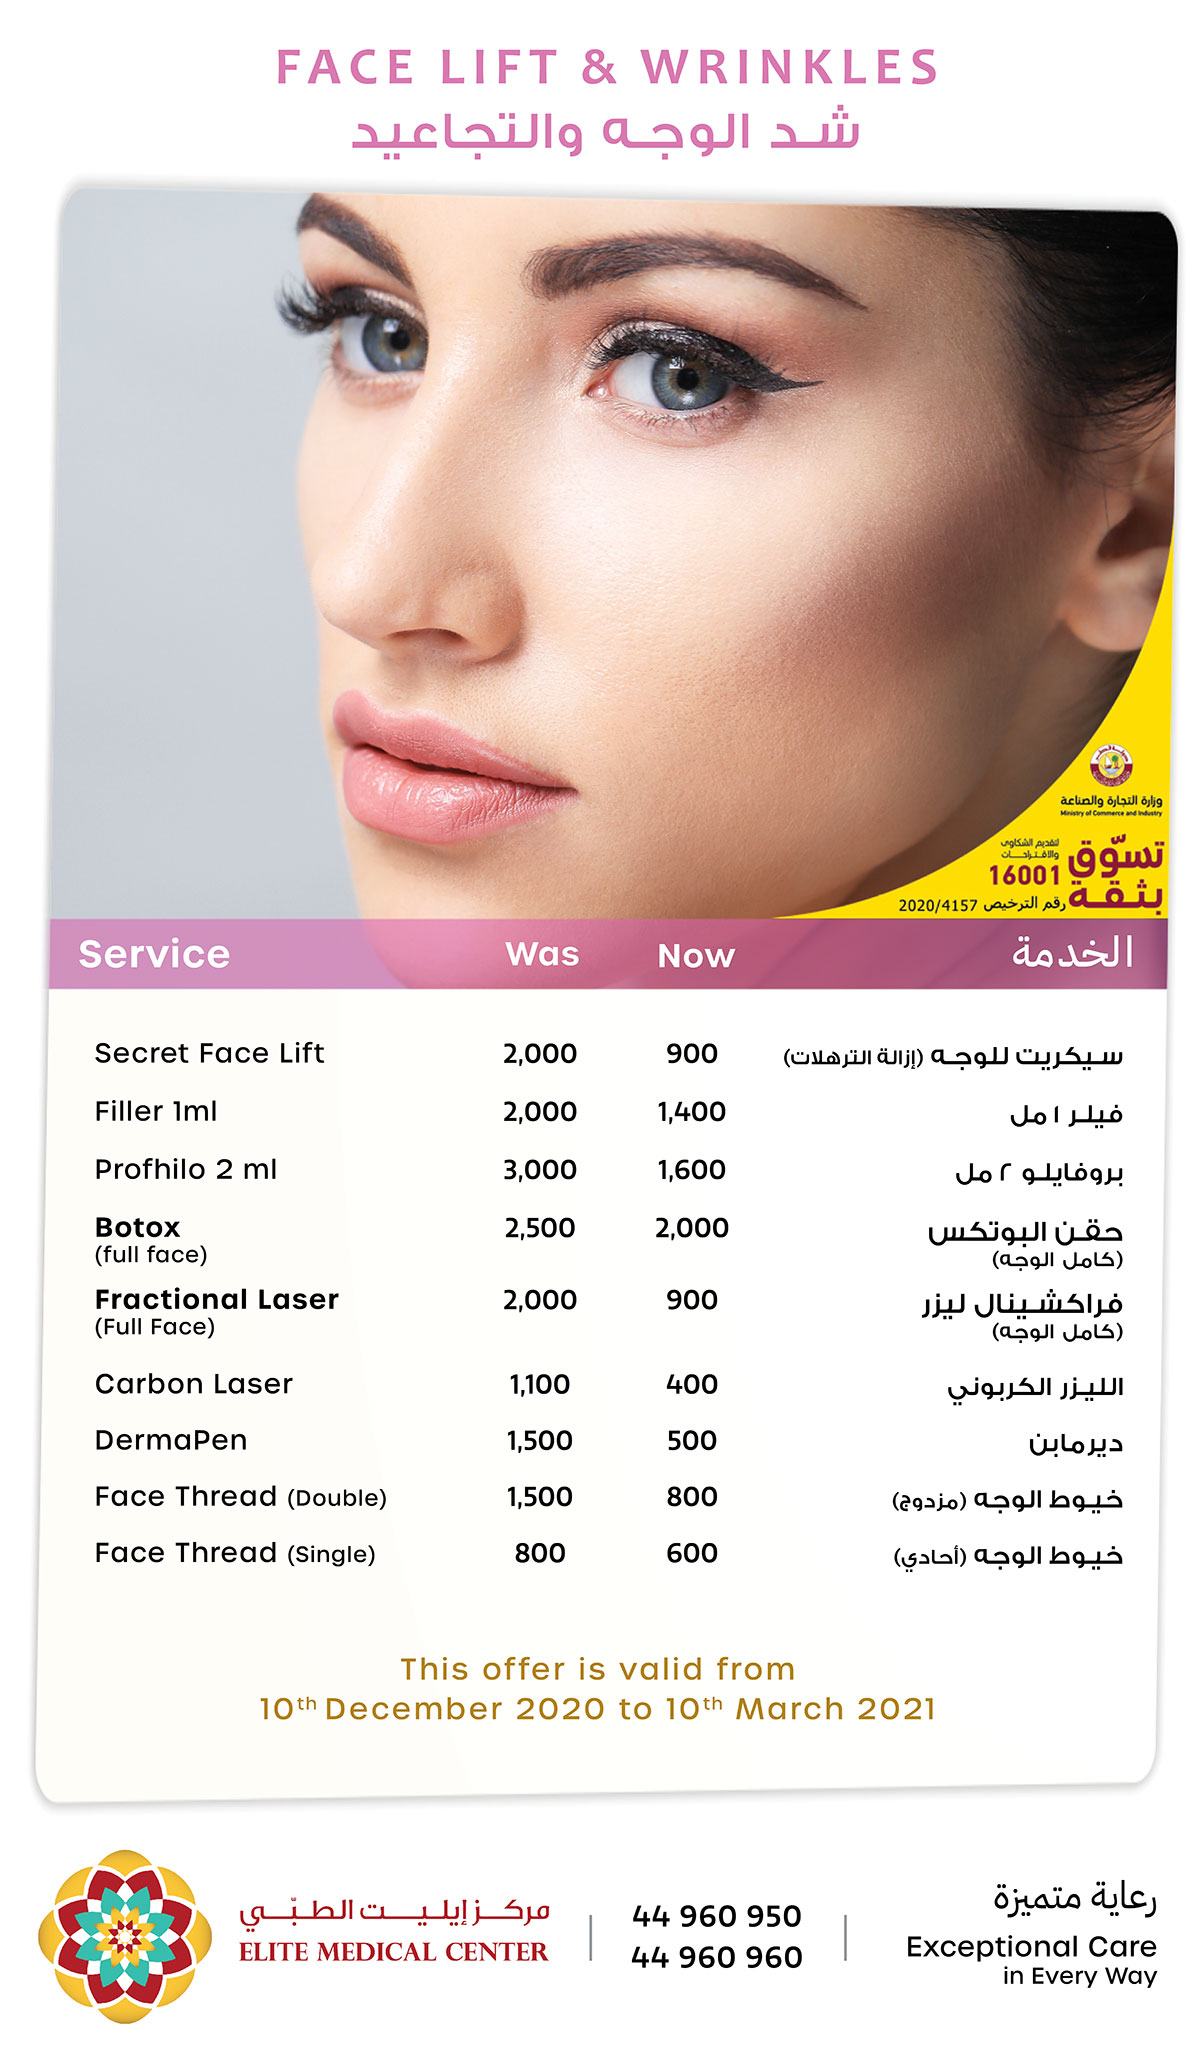 FACE LIFT & WRINKLES
شد الوجه والتجاعيد
وزارة التجارة والصناعة
Ministry of Commerce and Industry
تسوّق
بثقة
لتقديم الشكاوى
والاقتراحات
16001
رقم الترخيص 2020/4157
Service Was Now الخدمة
Secret Face Lift 2,000 900 سيكريت للوجه (إزالة الترهلات)
Filler 1ml 2,000 1,400 فيلر ١ مل
Profhilo 2 ml 3,000 1,600 بروفايلو ٢ مل
Botox 2,500 2,000 حقن البوتكس
(full face) (كامل الوجه)
Fractional Laser 2,000 900 فراكشينال ليزر
(Full Face) (كامل الوجه)
Carbon Laser 1,100 400 الليزر الكربوني
DermaPen 1,500 500 ديرمابن
Face Thread (Double) 1,500 800 خيوط الوجه (مزدوج)
Face Thread (Single) 800 600 خيوط الوجه (أحادي)
This offer is valid from
10th December 2020 to 10th March 2021
مركز إيليت الطبّي
ELITE MEDICAL CENTER
44 960 950
44 960 960
رعاية متميزة
Exceptional Care
in Every Way